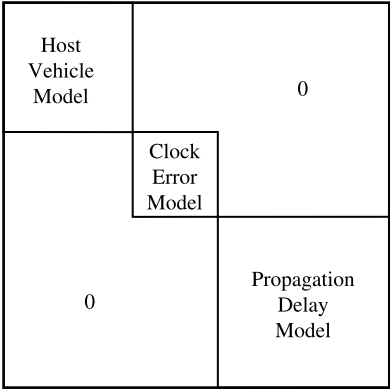 Host
Vehicle
Model
0
Clock
Error
Model
0
Propagation
Delay
Model